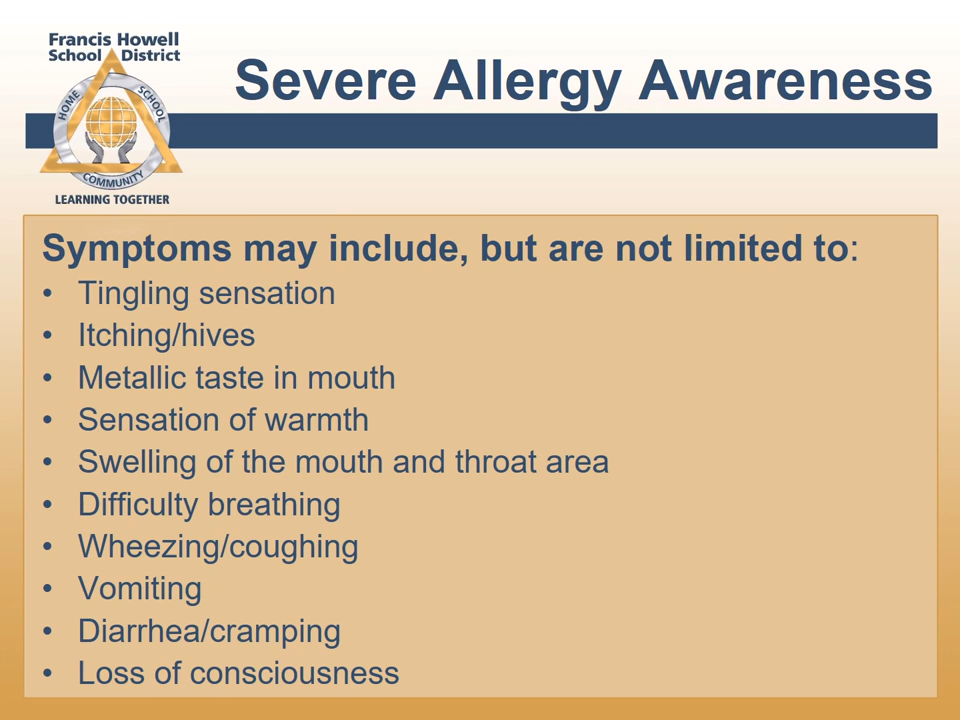 Francis Howell
School District
HOME
SCHOOL
COMMUNITY
LEARNING TOGETHER
Severe Allergy Awareness
Symptoms may include, but are not limited to:
• Tingling sensation
• Itching/hives
• Metallic taste in mouth
• Sensation of warmth
• Swelling of the mouth and throat area
• Difficulty breathing
• Wheezing/coughing
• Vomiting
• Diarrhea/cramping
• Loss of consciousness